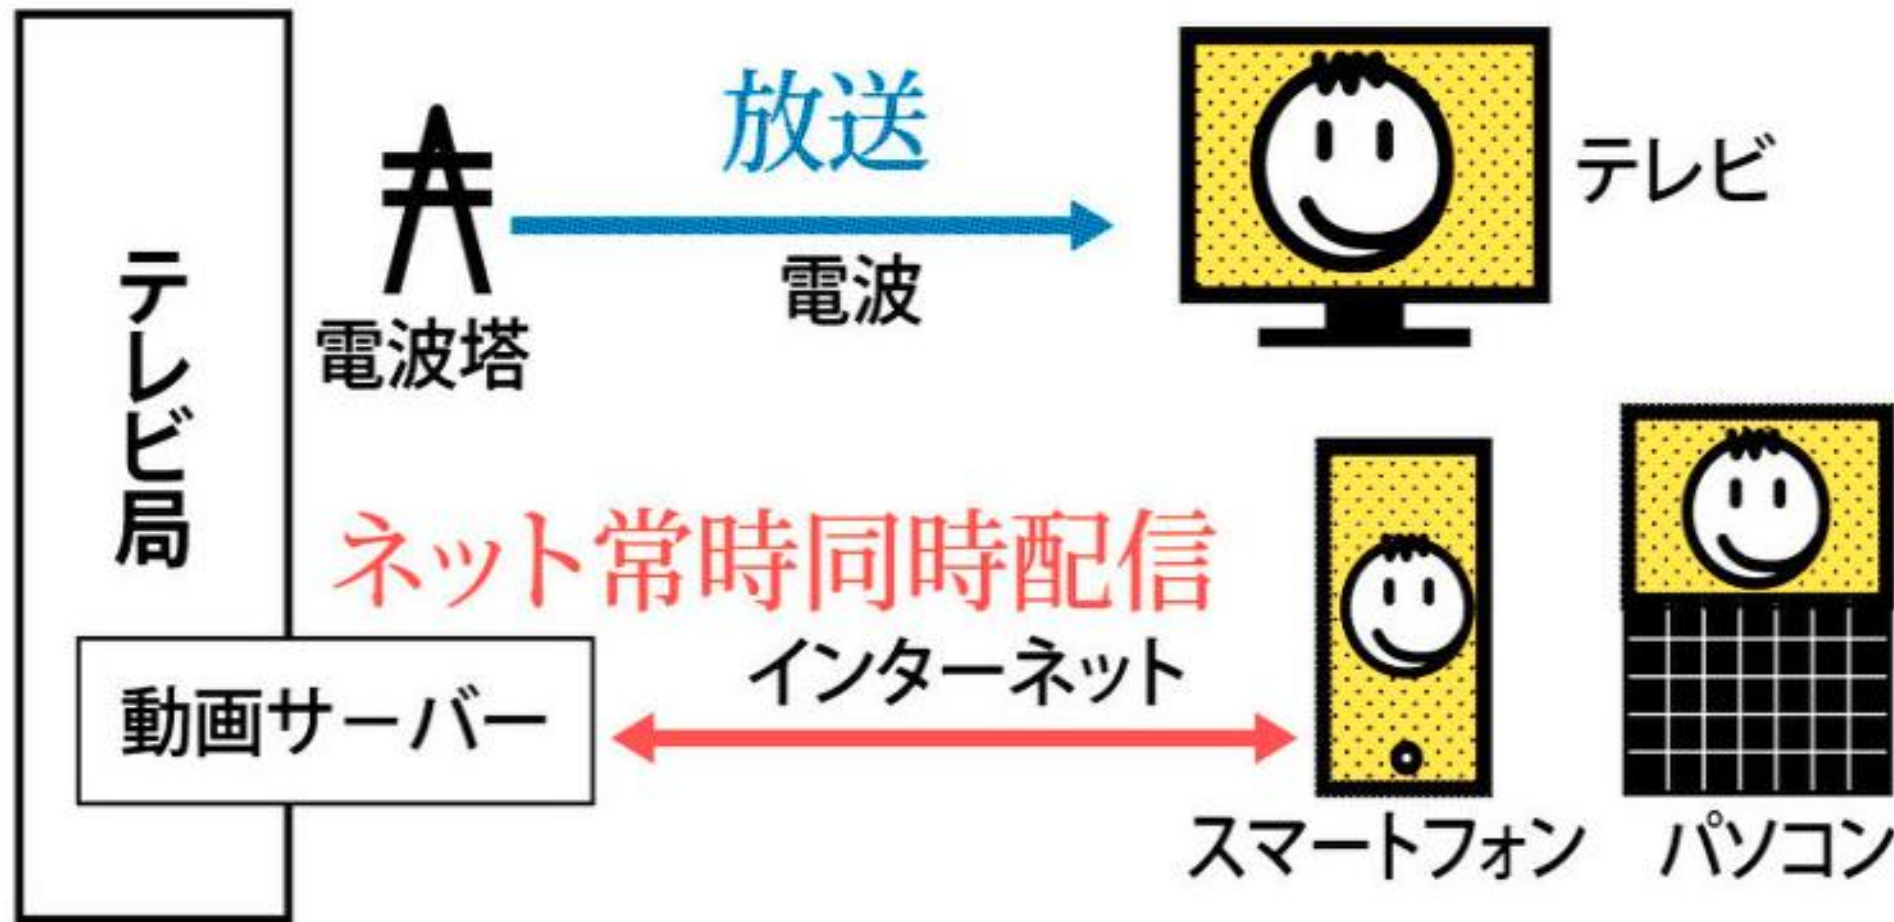 テレビ局
電波塔
放送
電波
テレビ
ネット常時同時配信
インターネット
動画サーバー
スマートフォン
パソコン